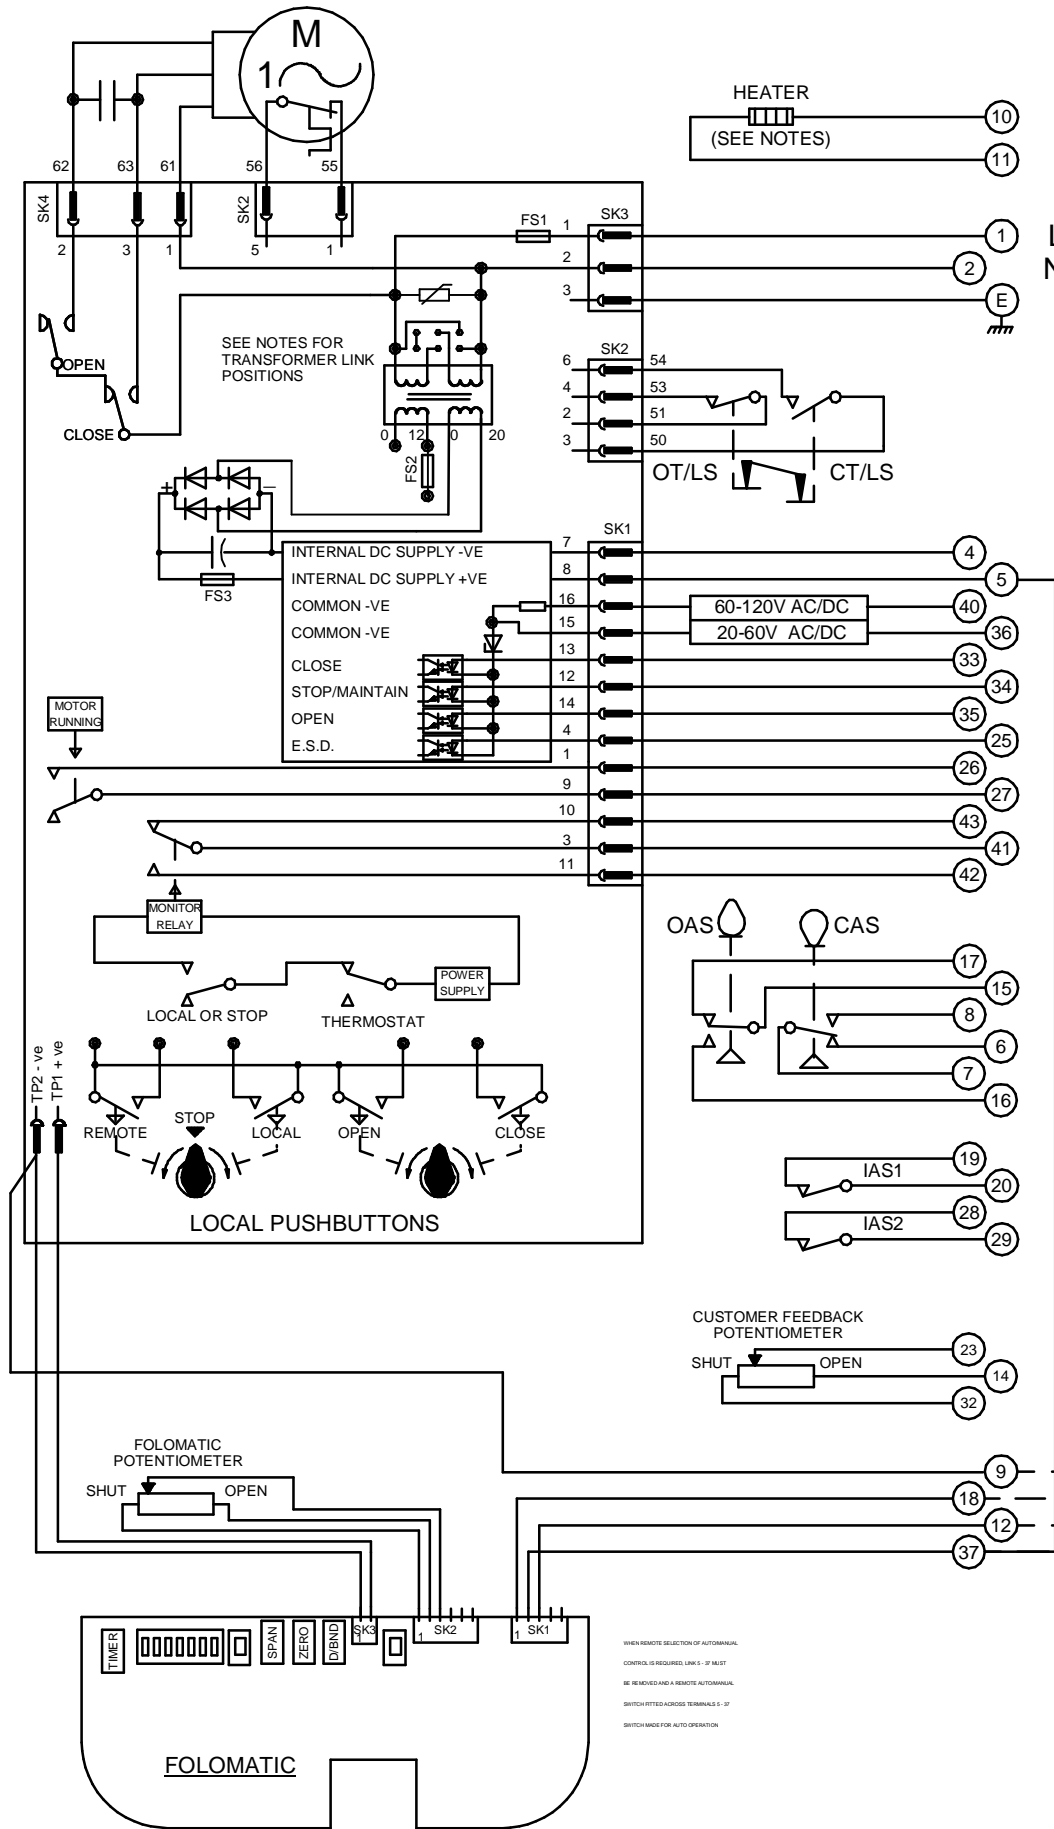 M
1
HEATER
(SEE NOTES)
10
11
62
63
61
56
55
SK4
SK2
2
3
1
5
1
FS1
SK3
1
2
3
1
2
E
L
N
SEE NOTES FOR
TRANSFORMER LINK
POSITIONS
OPEN
CLOSE
0
12
0
20
FS2
SK2
6
4
2
3
54
53
51
50
OT/LS
CT/LS
+
−
FS3
SK1
INTERNAL DC SUPPLY -VE
7
4
INTERNAL DC SUPPLY +VE
8
5
COMMON -VE
16
60-120V AC/DC
40
COMMON -VE
15
20-60V AC/DC
36
CLOSE
13
33
STOP/MAINTAIN
12
34
OPEN
14
35
E.S.D.
4
25
MOTOR
RUNNING
1
26
9
27
10
43
3
41
11
42
MONITOR
RELAY
POWER
SUPPLY
LOCAL OR STOP
THERMOSTAT
OAS
CAS
17
15
8
6
7
16
TP2 - ve
TP1 + ve
REMOTE
STOP
LOCAL
OPEN
CLOSE
LOCAL PUSHBUTTONS
IAS1
19
20
IAS2
28
29
CUSTOMER FEEDBACK
POTENTIOMETER
SHUT
OPEN
23
14
32
FOLOMATIC
POTENTIOMETER
SHUT
OPEN
9
18
12
37
TIMER
SPAN
ZERO
D/BND
SK3
1
SK2
1
SK1
1
WHEN REMOTE SELECTION OF AUTO/MANUAL
CONTROL IS REQUIRED, LINK 5 - 37 MUST
BE REMOVED AND A REMOTE AUTO/MANUAL
SWITCH FITTED ACROSS TERMINALS 5 - 37
SWITCH MADE FOR AUTO OPERATION
FOLOMATIC